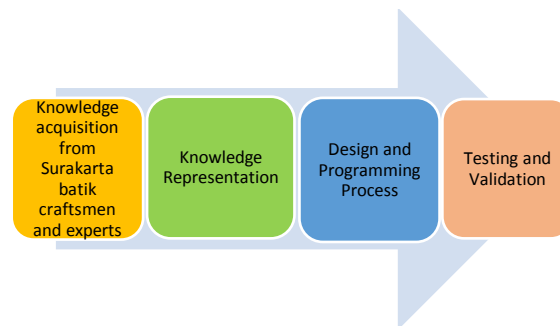 Knowledge
acquisition
from
Surakarta
batik
craftsmen
and experts
Knowledge
Representation
Design and
Programming
Process
Testing and
Validation